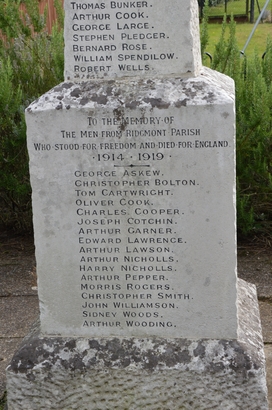 THOMAS BUNKER.
ARTHUR COOK.
GEORGE LARGE.
STEPHEN PLEDGER.
BERNARD ROSE.
WILLIAM SPENDILOW.
ROBERT WELLS.
TO THE MEMORY OF
THE MEN FROM RIDGMONT PARISH
WHO STOOD FOR FREEDOM AND DIED FOR ENGLAND
· 1914 · 1919 ·
GEORGE ASKEW.
CHRISTOPHER BOLTON.
TOM CARTWRIGHT.
OLIVER COOK.
CHARLES COOPER.
JOSEPH COTCHIN.
ARTHUR GARNER.
EDWARD LAWRENCE.
ARTHUR LAWSON.
ARTHUR NICHOLLS.
HARRY NICHOLLS.
ARTHUR PEPPER.
MORRIS ROGERS.
CHRISTOPHER SMITH.
JOHN WILLIAMSON.
SIDNEY WOODS.
ARTHUR WOODING.